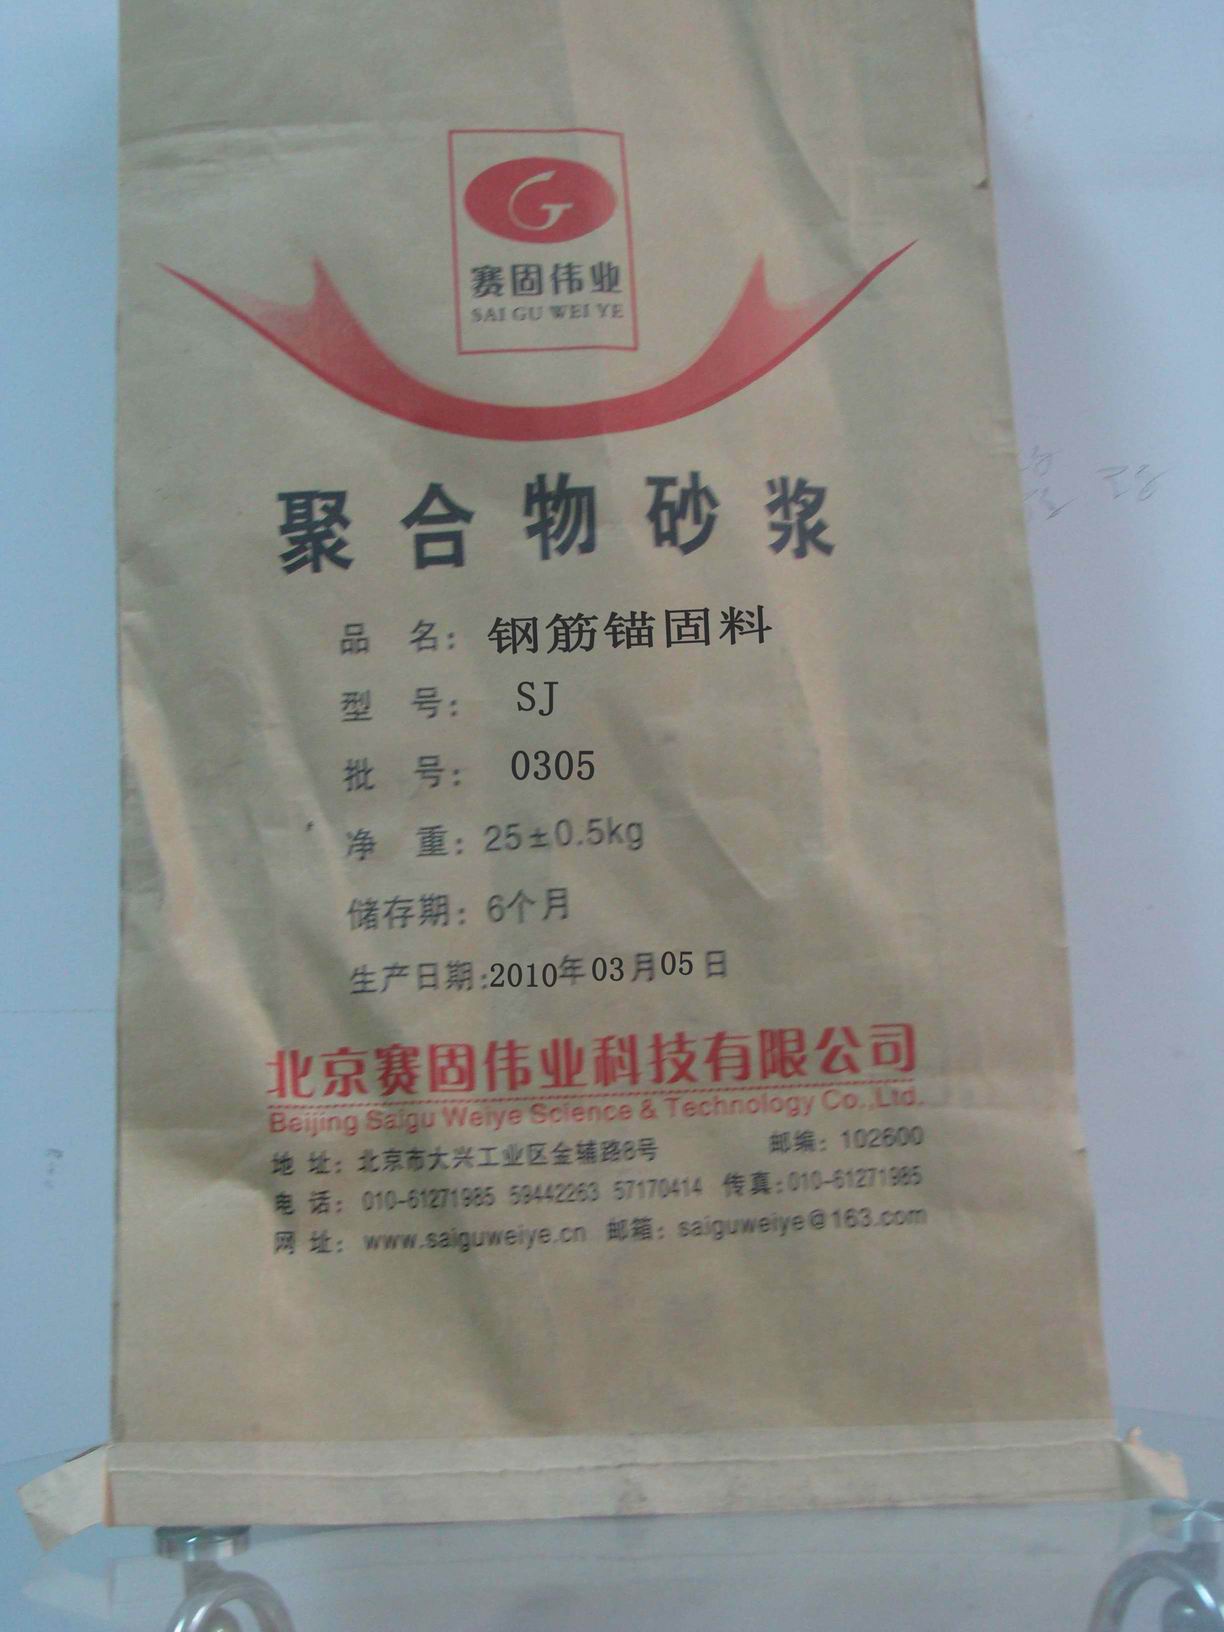 赛固伟业
SAI GU WEI YE
聚合物砂浆
品 名: 钢筋锚固料
型 号: SJ
批 号: 0305
净 重: 25±0.5kg
储存期: 6个月
生产日期:2010年03月05日
北京赛固伟业科技有限公司
Beijing Saigu Weiye Science & Technology Co.,Ltd.
地 址: 北京市大兴工业区金辅路8号 邮编: 102600
电 话: 010-61271985 59442263 57170414 传真:010-61271985
网 址: www.saiguweiye.cn 邮箱: saiguweiye@163.com